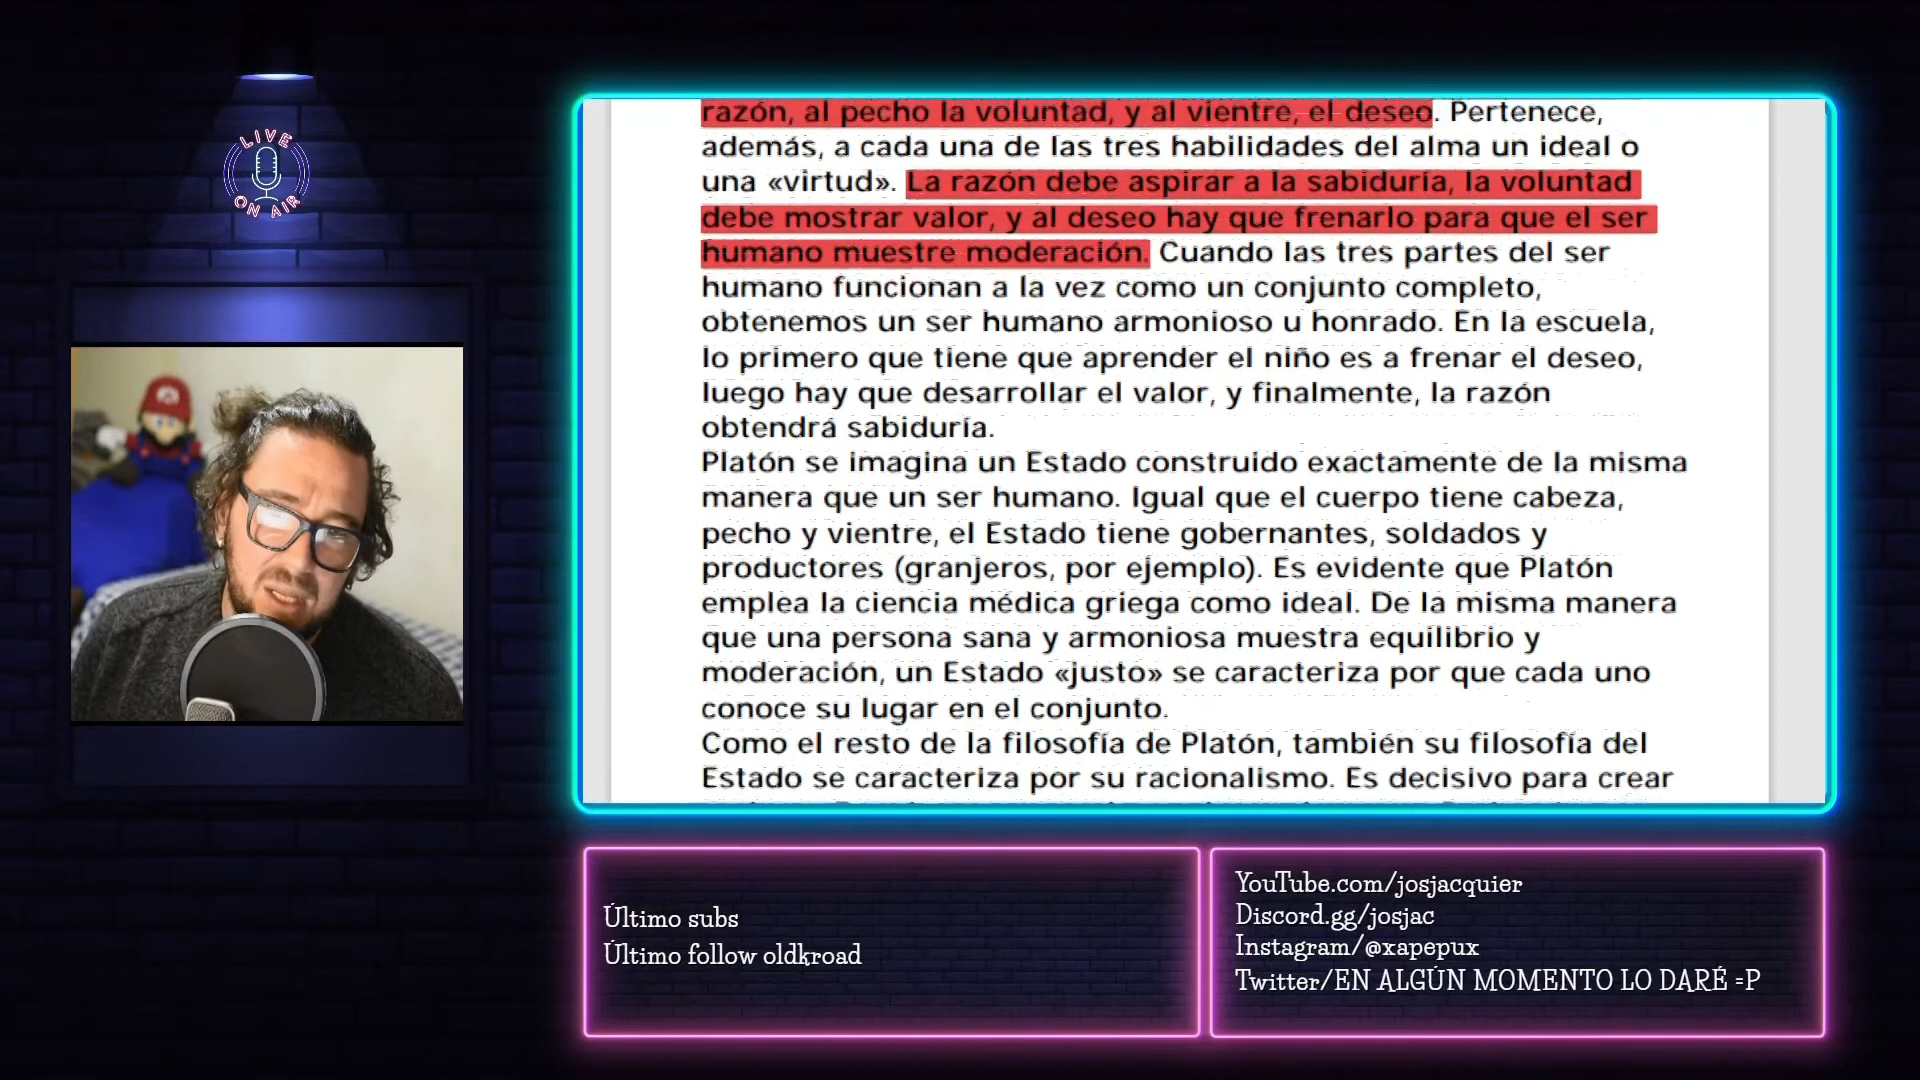 LIVE
ON AIR
razón, al pecho la voluntad, y al vientre, el deseo. Pertenece,
además, a cada una de las tres habilidades del alma un ideal o
una «virtud». La razón debe aspirar a la sabiduría, la voluntad
debe mostrar valor, y al deseo hay que frenarlo para que el ser
humano muestre moderación. Cuando las tres partes del ser
humano funcionan a la vez como un conjunto completo,
obtenemos un ser humano armonioso u honrado. En la escuela,
lo primero que tiene que aprender el niño es a frenar el deseo,
luego hay que desarrollar el valor, y finalmente, la razón
obtendrá sabiduría.
Platón se imagina un Estado construido exactamente de la misma
manera que un ser humano. Igual que el cuerpo tiene cabeza,
pecho y vientre, el Estado tiene gobernantes, soldados y
productores (granjeros, por ejemplo). Es evidente que Platón
emplea la ciencia médica griega como ideal. De la misma manera
que una persona sana y armoniosa muestra equilibrio y
moderación, un Estado «justo» se caracteriza por que cada uno
conoce su lugar en el conjunto.
Como el resto de la filosofía de Platón, también su filosofía del
Estado se caracteriza por su racionalismo. Es decisivo para crear
Último subs
Último follow oldkroad
YouTube.com/josjacquier
Discord.gg/josjac
Instagram/@xapepux
Twitter/EN ALGÚN MOMENTO LO DARÉ =P